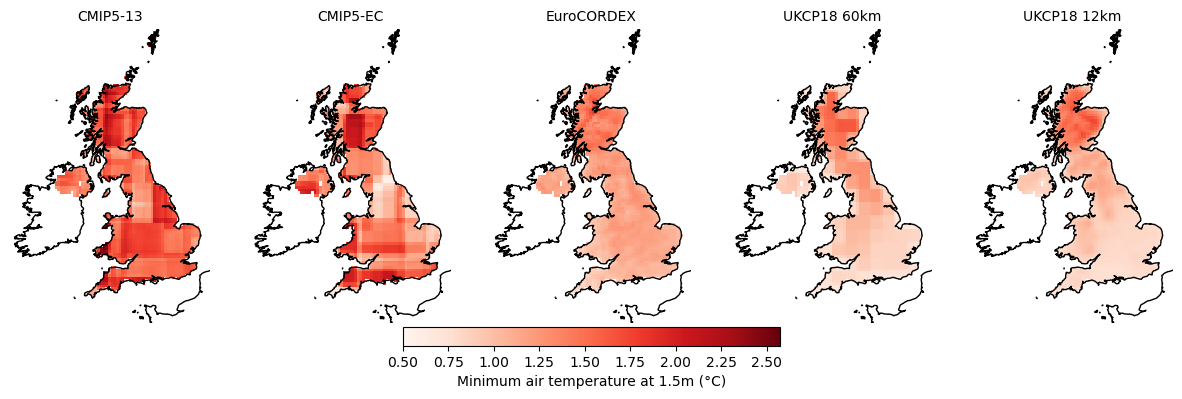 CMIP5-13 CMIP5-EC EuroCORDEX UKCP18 60km UKCP18 12km
0.50 0.75 1.00 1.25 1.50 1.75 2.00 2.25 2.50
Minimum air temperature at 1.5m (°C)